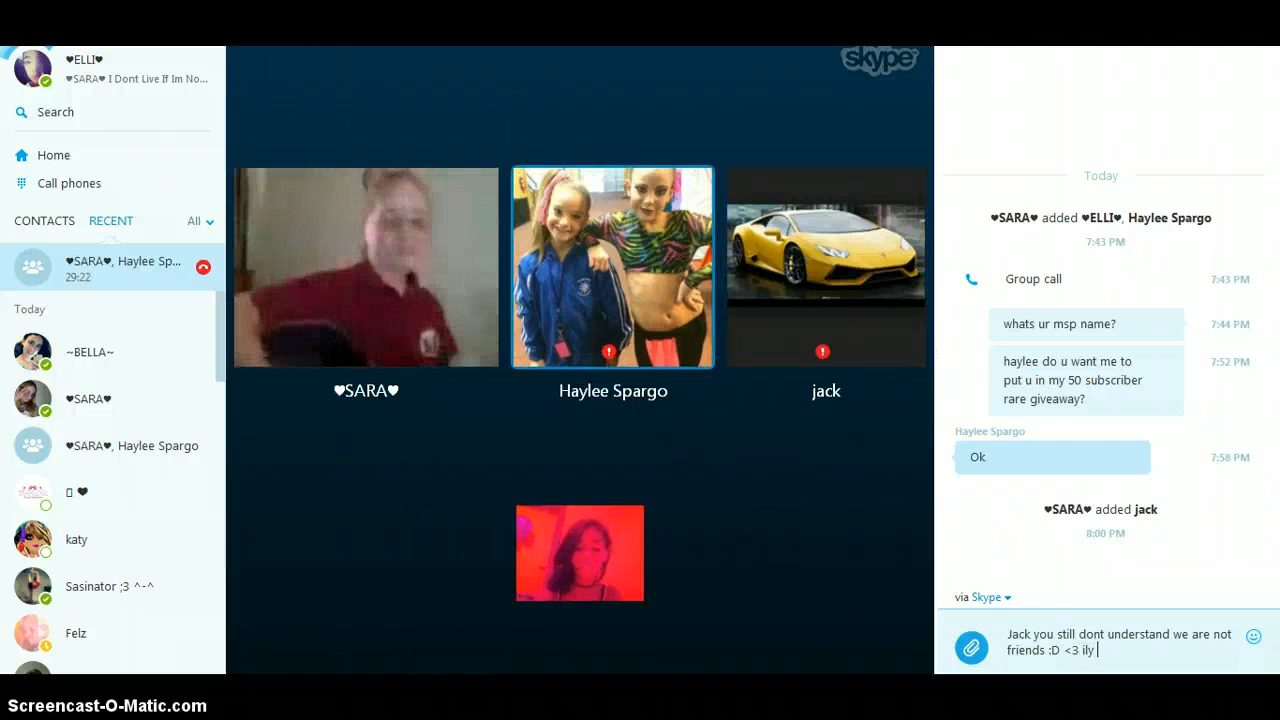 ♥ELLI♥
♥SARA♥ I Dont Live If Im No...
Search
Home
Call phones
CONTACTS RECENT All
♥SARA♥, Haylee Sp...
29:22
Today
~BELLA~
♥SARA♥
♥SARA♥, Haylee Spargo
♥
katy
Sasinator ;3 ^-^
Felz
skype
♥SARA♥
Haylee Spargo
jack
Today
♥SARA♥ added ♥ELLI♥, Haylee Spargo
7:43 PM
Group call 7:43 PM
whats ur msp name? 7:44 PM
haylee do u want me to 7:52 PM
put u in my 50 subscriber
rare giveaway?
Haylee Spargo
Ok 7:58 PM
♥SARA♥ added jack
8:00 PM
via Skype
Jack you still dont understand we are not
friends :D <3 ily
Screencast-O-Matic.com